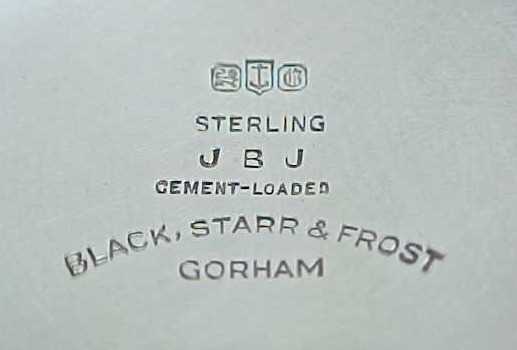 STERLING
J B J
CEMENT-LOADED
BLACK, STARR & FROST
GORHAM